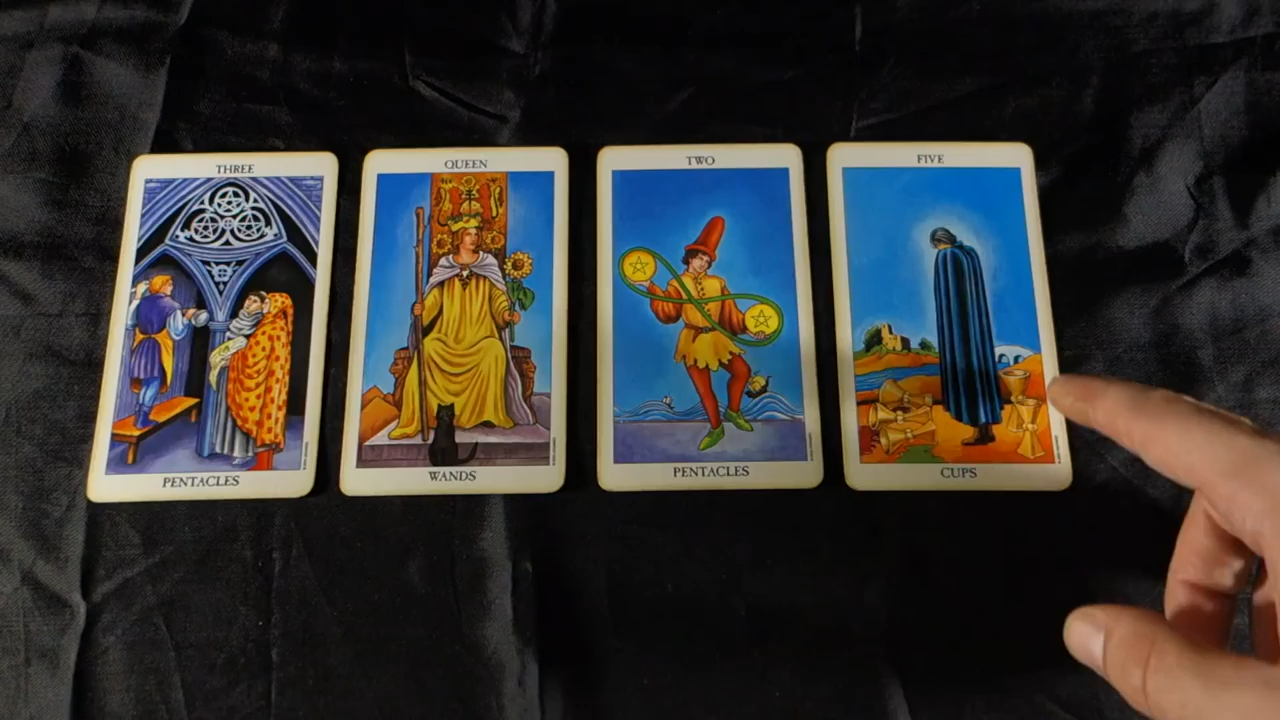 THREE
PENTACLES
QUEEN
WANDS
TWO
PENTACLES
FIVE
CUPS